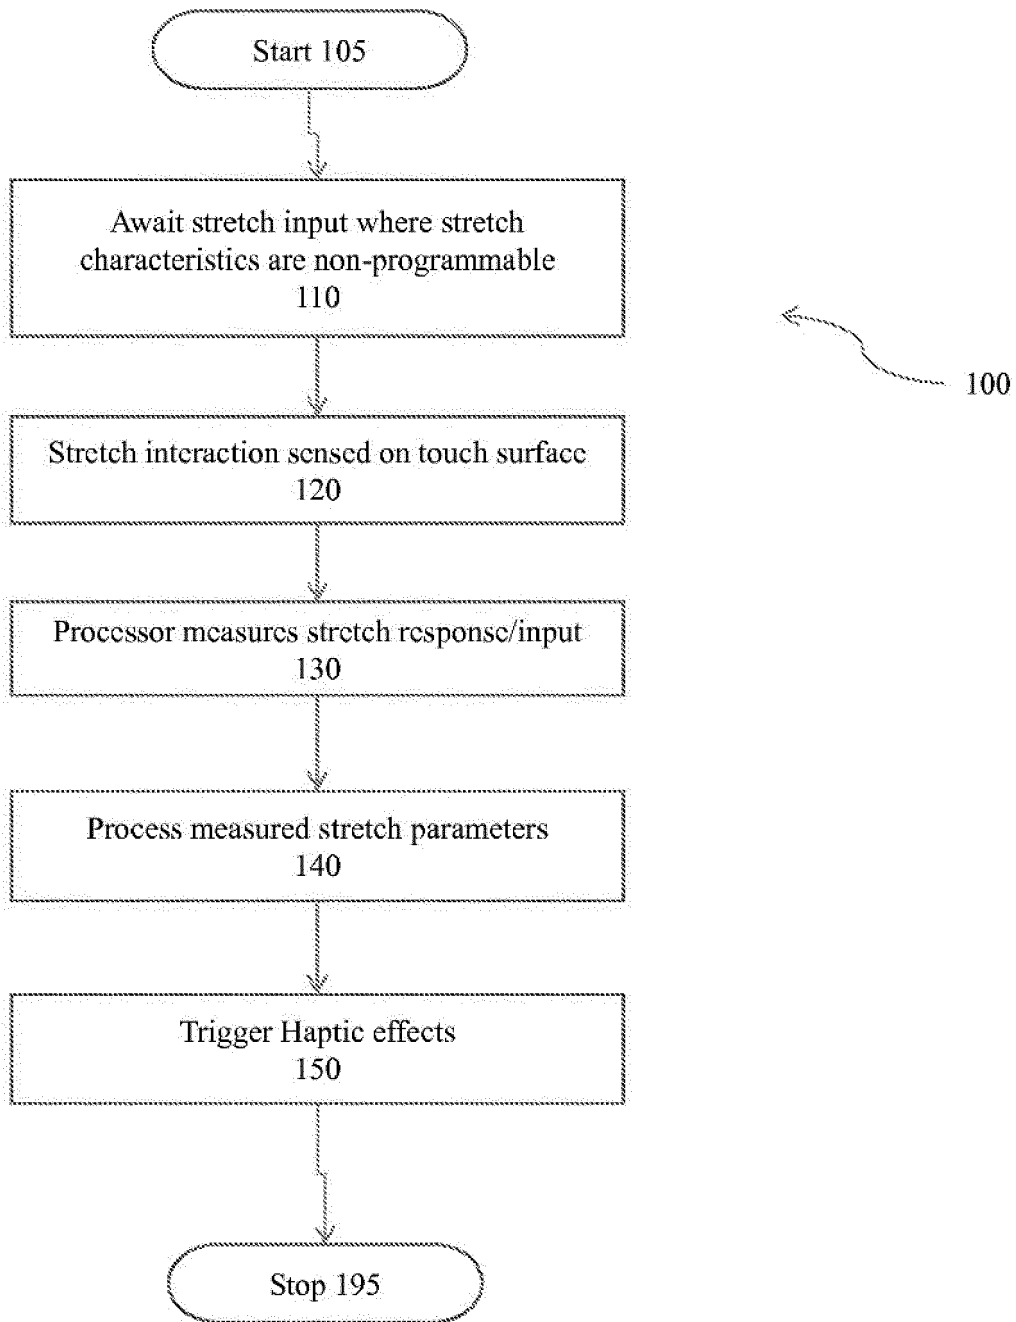 Start 105
Await stretch input where stretch
characteristics are non-programmable
110
100
Stretch interaction sensed on touch surface
120
Processor measures stretch response/input
130
Process measured stretch parameters
140
Trigger Haptic effects
150
Stop 195